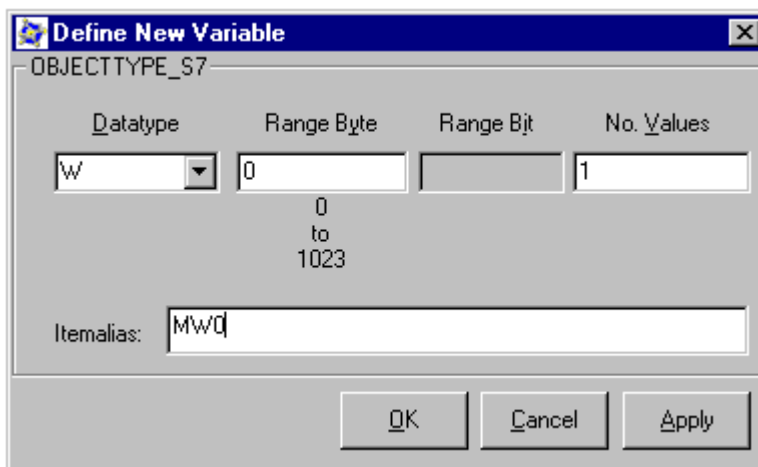 Define New Variable
OBJECTTYPE_S7
Datatype Range Byte Range Bit No. Values
W 0 1
0
to
1023
Itemalias: MW0
OK Cancel Apply